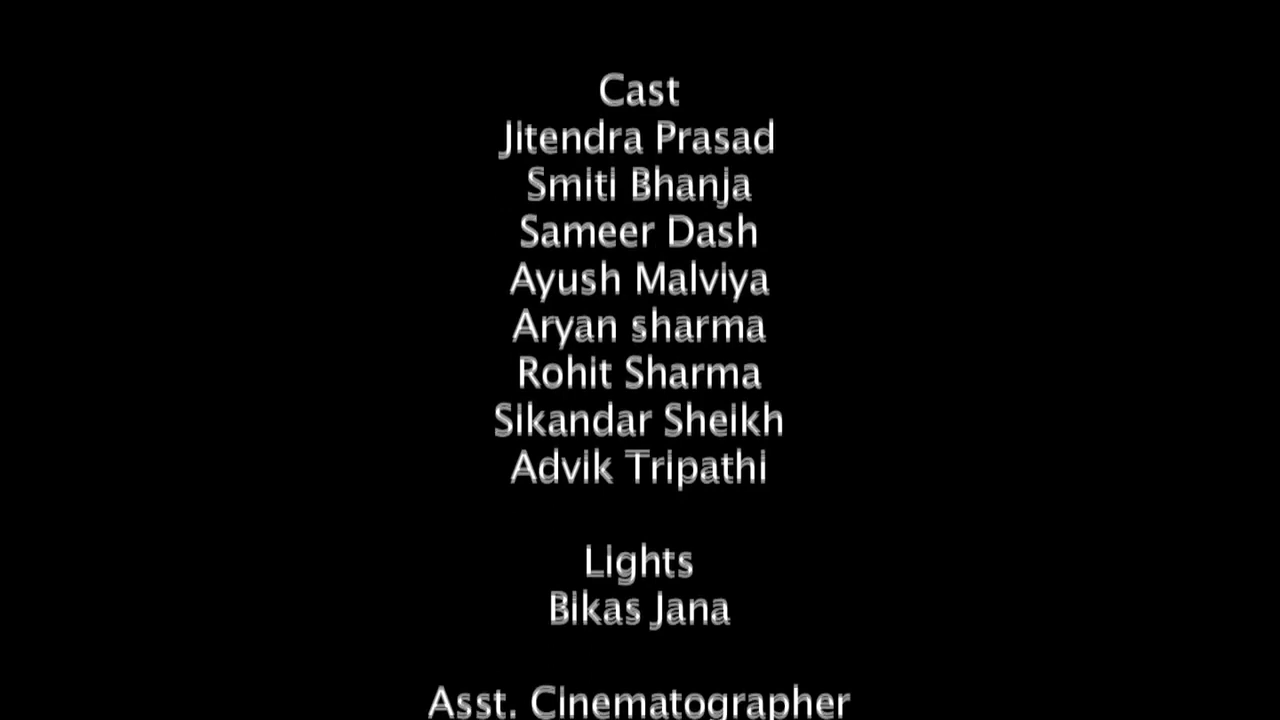 Cast
Jitendra Prasad
Smiti Bhanja
Sameer Dash
Ayush Malviya
Aryan sharma
Rohit Sharma
Sikandar Sheikh
Advik Tripathi
Lights
Bikas Jana
Asst. Cinematographer